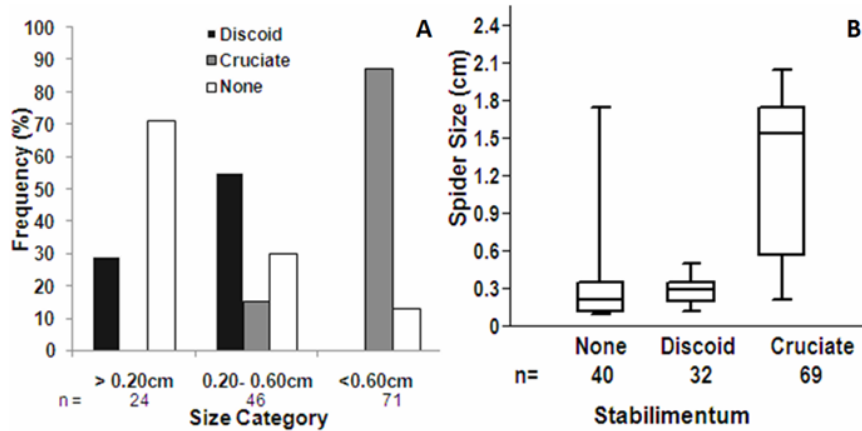 A
Discoid
Cruciate
None
Frequency (%)
100
90
80
70
60
50
40
30
20
10
0
> 0.20cm 0.20- 0.60cm <0.60cm
n = 24 46 71
Size Category
B
Spider Size (cm)
2.4
2.1
1.8
1.5
1.2
0.9
0.6
0.3
0
None Discoid Cruciate
n= 40 32 69
Stabilimentum